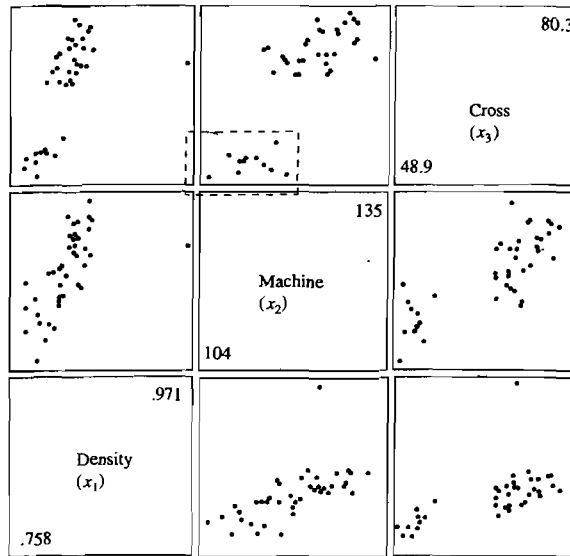 80.3
Cross
(x₃)
48.9
135
Machine
(x₂)
104
.971
Density
(x₁)
.758